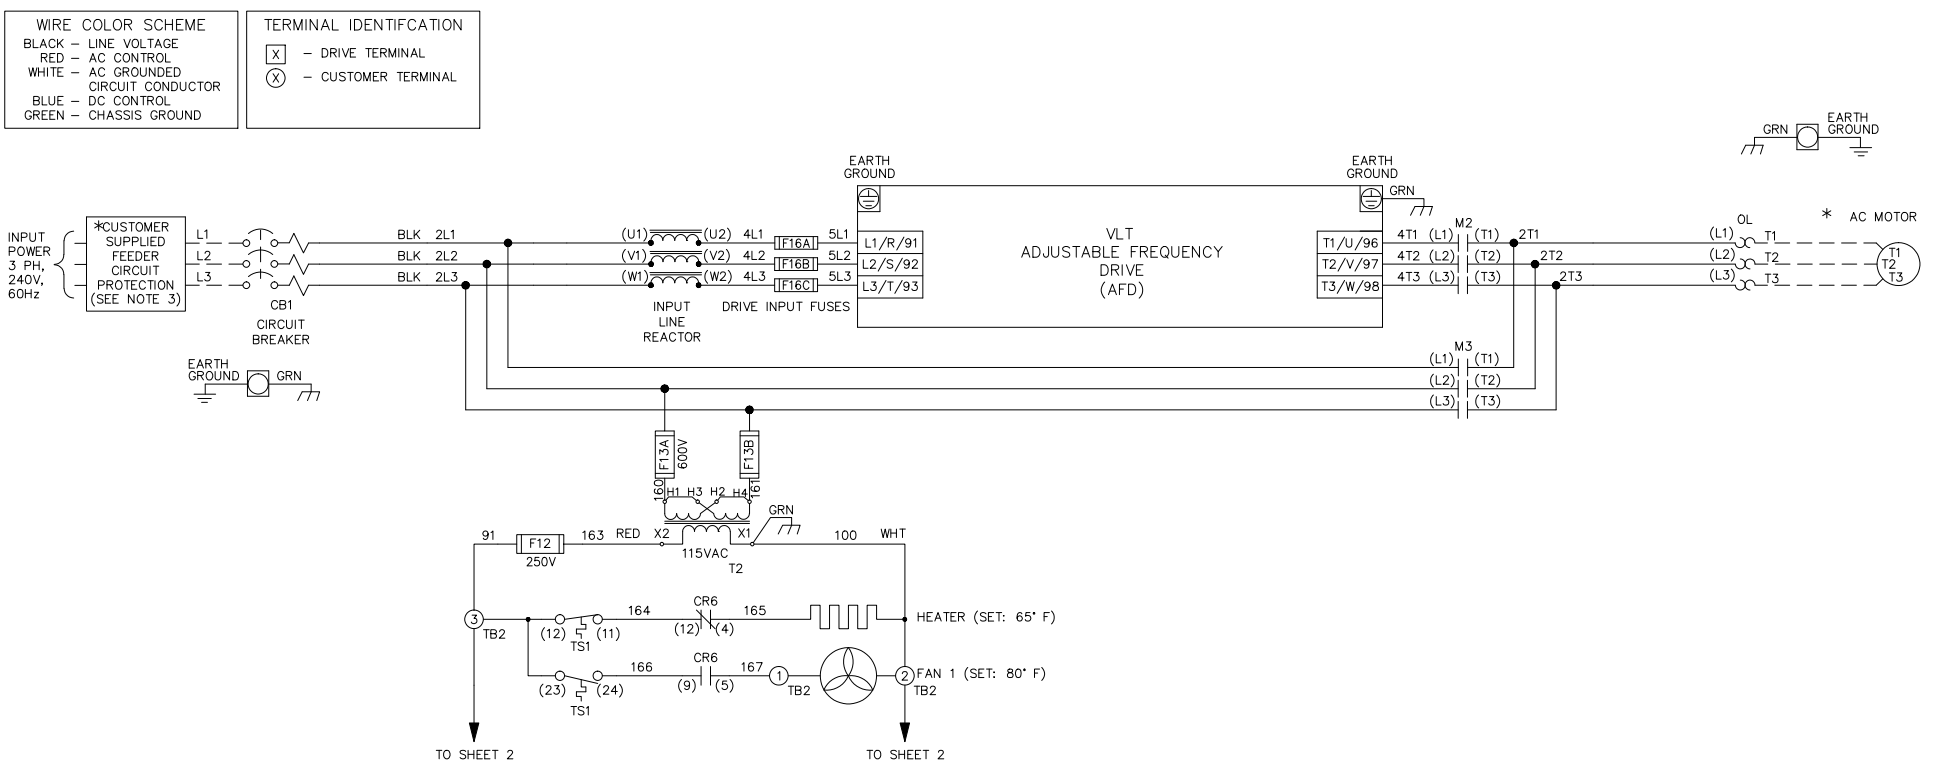 WIRE COLOR SCHEME
BLACK – LINE VOLTAGE
RED – AC CONTROL
WHITE – AC GROUNDED
CIRCUIT CONDUCTOR
BLUE – DC CONTROL
GREEN – CHASSIS GROUND
TERMINAL IDENTIFCATION
X – DRIVE TERMINAL
X – CUSTOMER TERMINAL
GRN
EARTH
GROUND
INPUT
POWER
3 PH,
240V,
60Hz
*CUSTOMER
SUPPLIED
FEEDER
CIRCUIT
PROTECTION
(SEE NOTE 3)
L1
L2
L3
CB1
CIRCUIT
BREAKER
EARTH
GROUND
GRN
BLK 2L1
BLK 2L2
BLK 2L3
(U1) (U2) 4L1 F16A 5L1
(V1) (V2) 4L2 F16B 5L2
(W1) (W2) 4L3 F16C 5L3
INPUT
LINE
REACTOR
DRIVE INPUT FUSES
EARTH
GROUND
L1/R/91
L2/S/92
L3/T/93
VLT
ADJUSTABLE FREQUENCY
DRIVE
(AFD)
EARTH
GROUND
GRN
T1/U/96
T2/V/97
T3/W/98
M2
4T1 (L1) (T1) 2T1
4T2 (L2) (T2) 2T2
4T3 (L3) (T3) 2T3
OL
(L1) T1
(L2) T2
(L3) T3
* AC MOTOR
T1
T2
T3
M3
(L1) (T1)
(L2) (T2)
(L3) (T3)
F13A
600V
F13B
160
161
H1 H3 H2 H4
GRN
91 F12 163 RED X2 X1 100 WHT
250V
115VAC
T2
3
TB2
(12) (11)
TS1
164
CR6
(12) (4)
165
HEATER (SET: 65° F)
(23) (24)
TS1
166
CR6
(9) (5)
167
1
TB2
2
TB2
FAN 1 (SET: 80° F)
TO SHEET 2
TO SHEET 2